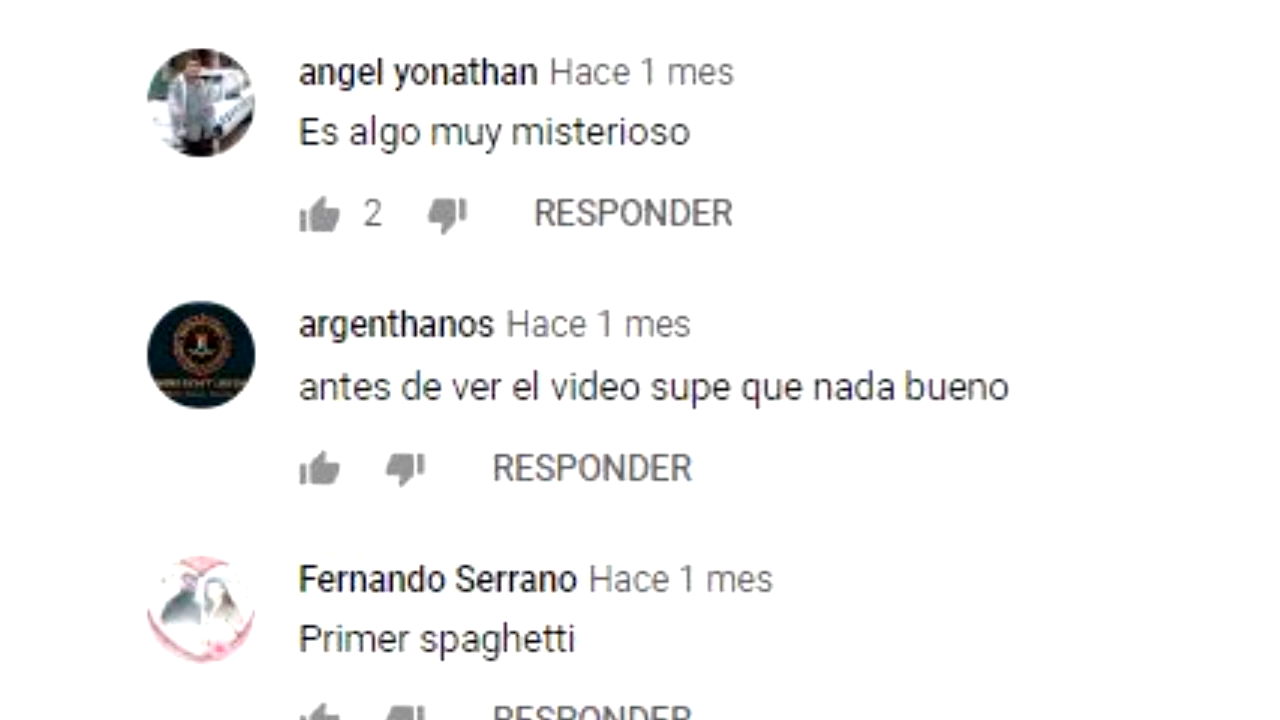 angel yonathan Hace 1 mes
Es algo muy misterioso
2 RESPONDER
argenthanos Hace 1 mes
antes de ver el video supe que nada bueno
RESPONDER
Fernando Serrano Hace 1 mes
Primer spaghetti
RESPONDER